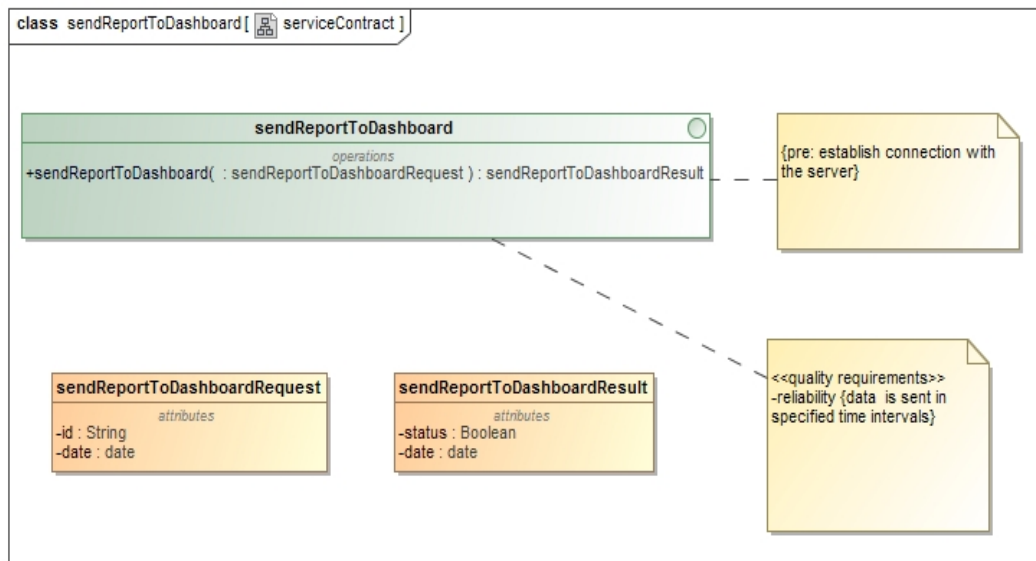 class sendReportToDashboard [ serviceContract ]
sendReportToDashboard
operations
+sendReportToDashboard(  : sendReportToDashboardRequest ) : sendReportToDashboardResult
{pre: establish connection with
the server}
sendReportToDashboardRequest
attributes
-id : String
-date : date
sendReportToDashboardResult
attributes
-status : Boolean
-date : date
<<quality requirements>>
-reliability {data  is sent in
specified time intervals}